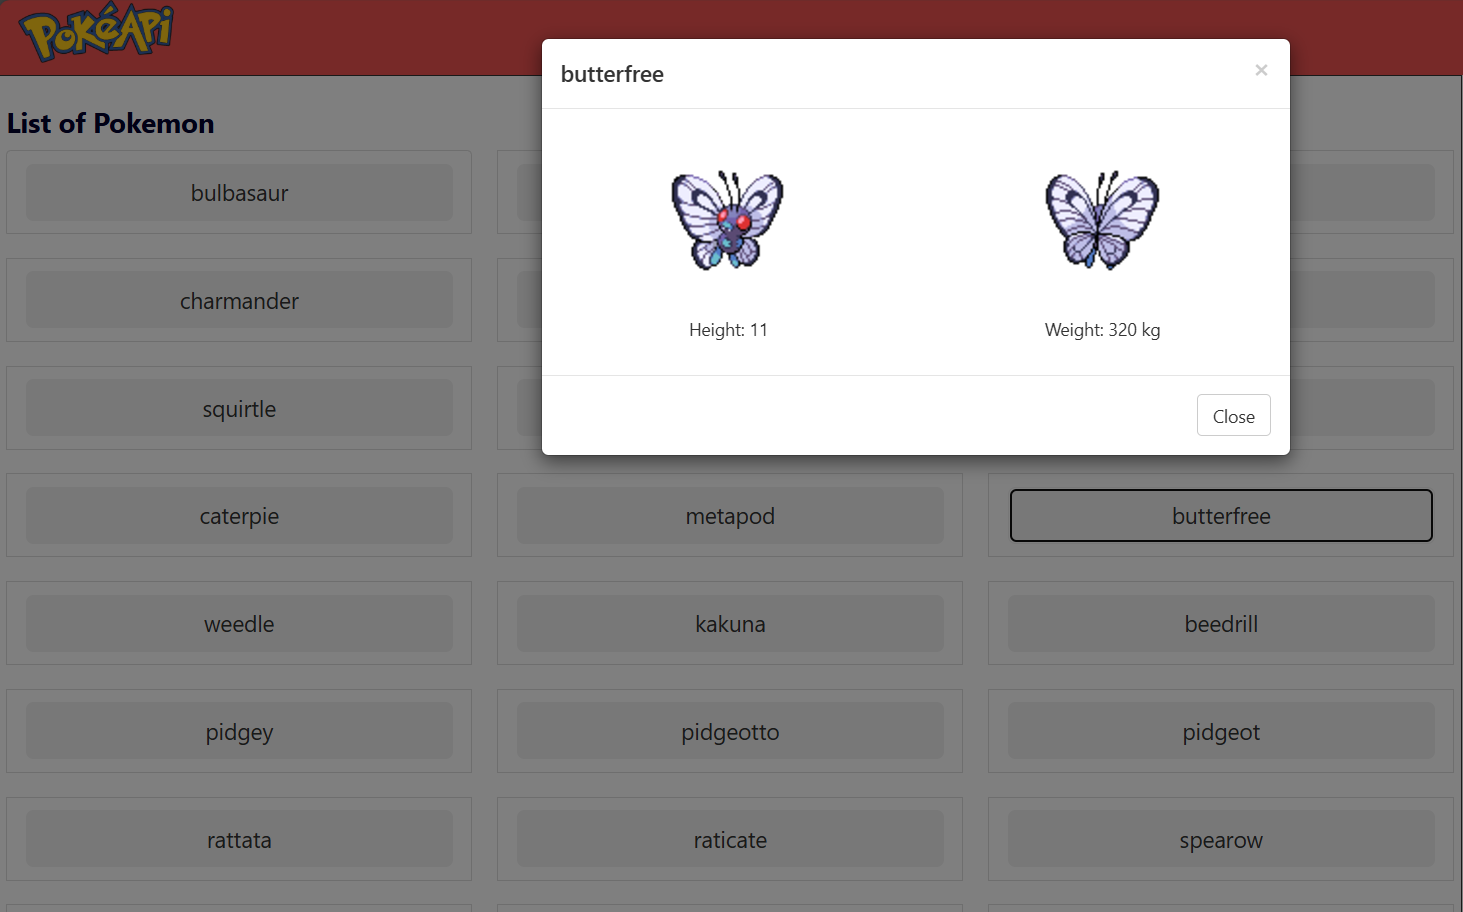 PokéAPi
butterfree
×
List of Pokemon
bulbasaur
charmander
squirtle
Height: 11
Weight: 320 kg
Close
caterpie
metapod
butterfree
weedle
kakuna
beedrill
pidgey
pidgeotto
pidgeot
rattata
raticate
spearow